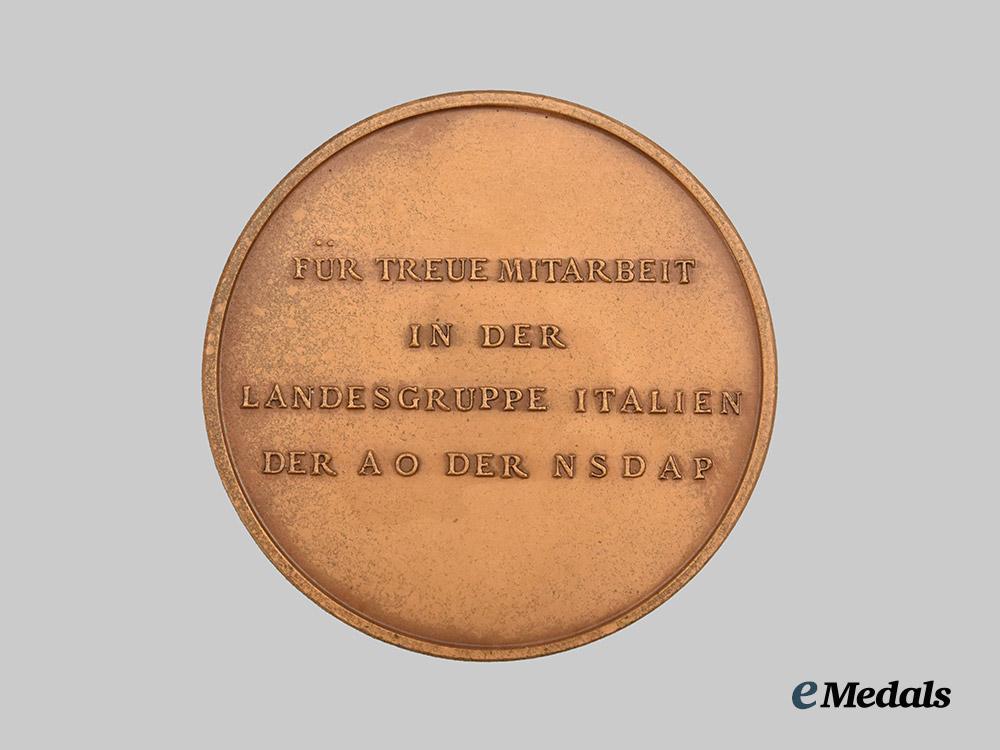 FÜR TREUE MITARBEIT
IN DER
LANDESGRUPPE ITALIEN
DER AO DER NSDAP
eMedals